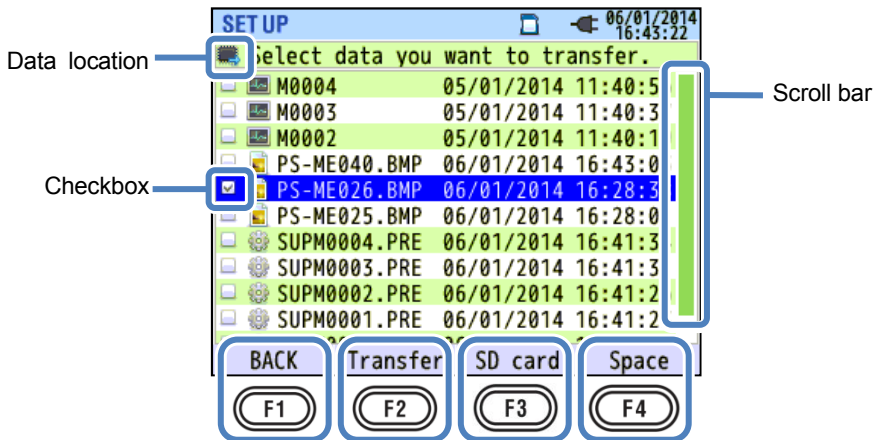 SET UP 06/01/2014
16:43:22
Data location
Select data you want to transfer.
M0004 05/01/2014 11:40:5
Scroll bar
M0003 05/01/2014 11:40:3
M0002 05/01/2014 11:40:1
PS-ME040.BMP 06/01/2014 16:43:0
Checkbox
PS-ME026.BMP 06/01/2014 16:28:3
PS-ME025.BMP 06/01/2014 16:28:0
SUPM0004.PRE 06/01/2014 16:41:3
SUPM0003.PRE 06/01/2014 16:41:3
SUPM0002.PRE 06/01/2014 16:41:2
SUPM0001.PRE 06/01/2014 16:41:2
BACK Transfer SD card Space
F1 F2 F3 F4